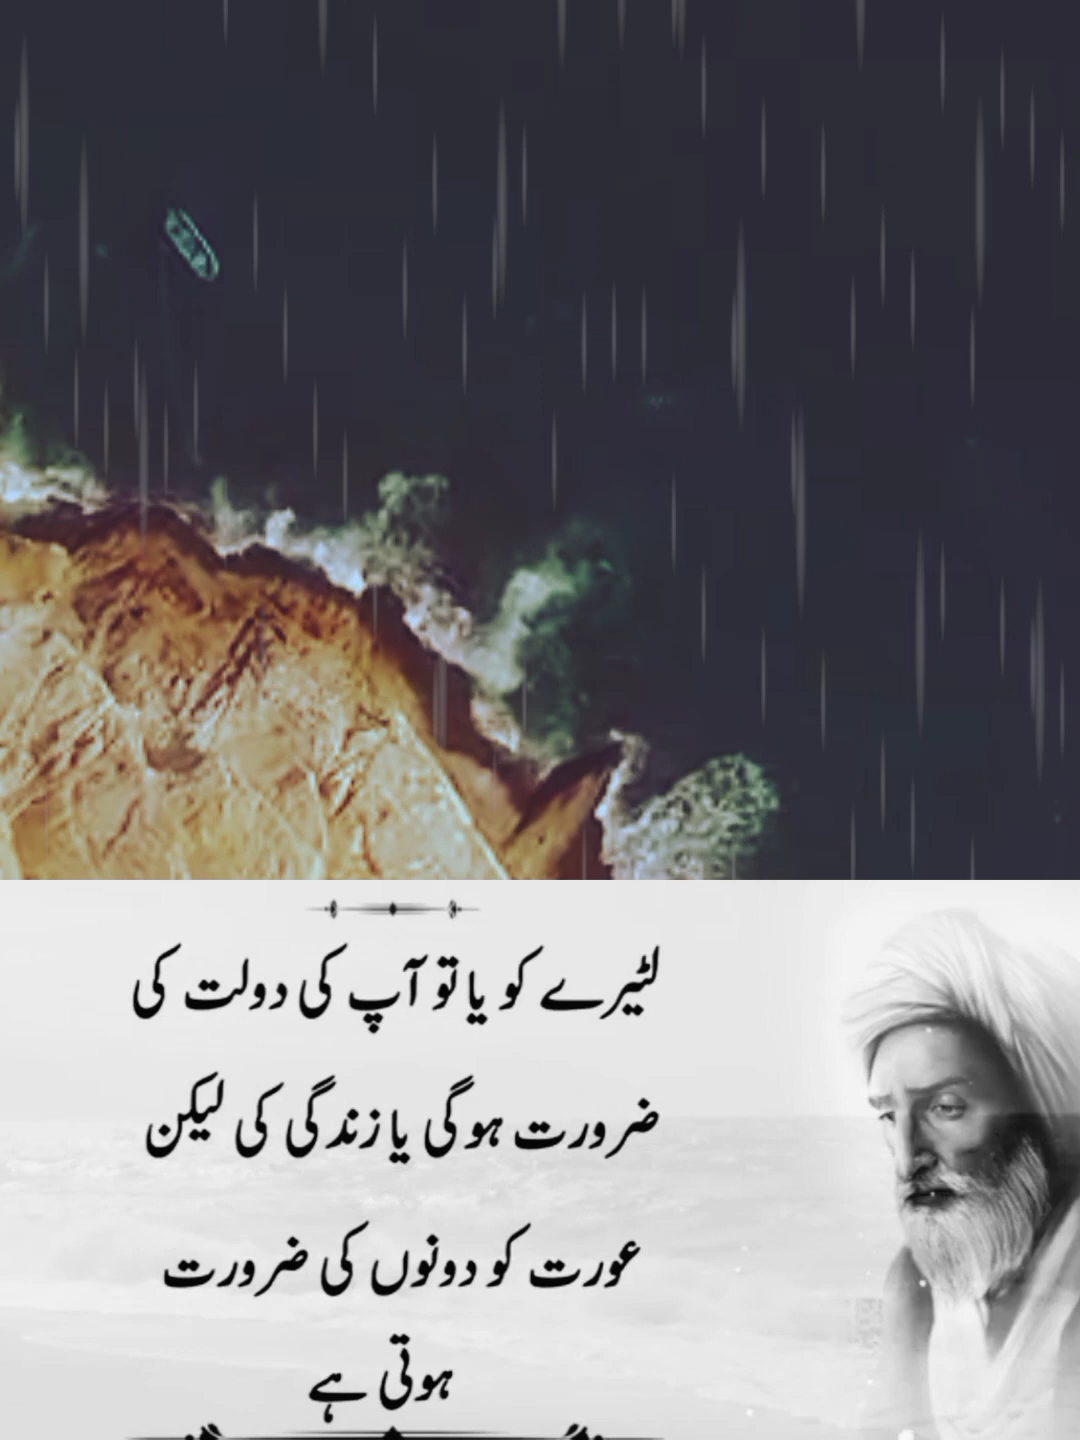 لٹیرے کو یا تو آپ کی دولت کی
ضرورت ہوگی یا زندگی کی لیکن
عورت کو دونوں کی ضرورت
ہوتی ہے